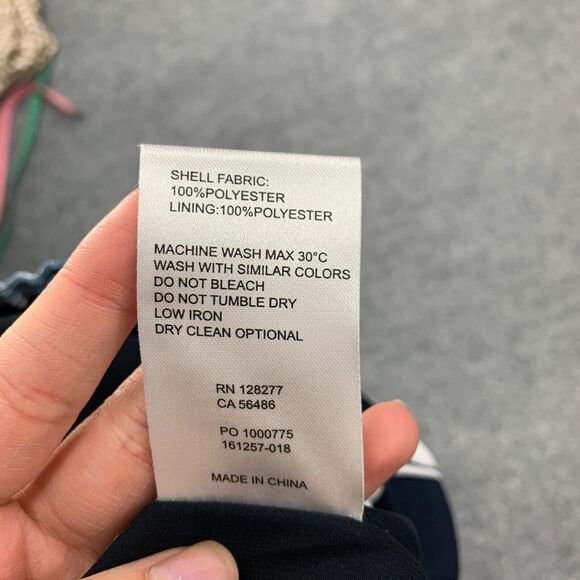 SHELL FABRIC:
100%POLYESTER
LINING:100%POLYESTER
MACHINE WASH MAX 30°C
WASH WITH SIMILAR COLORS
DO NOT BLEACH
DO NOT TUMBLE DRY
LOW IRON
DRY CLEAN OPTIONAL
RN 128277
CA 56486
PO 1000775
161257-018
MADE IN CHINA